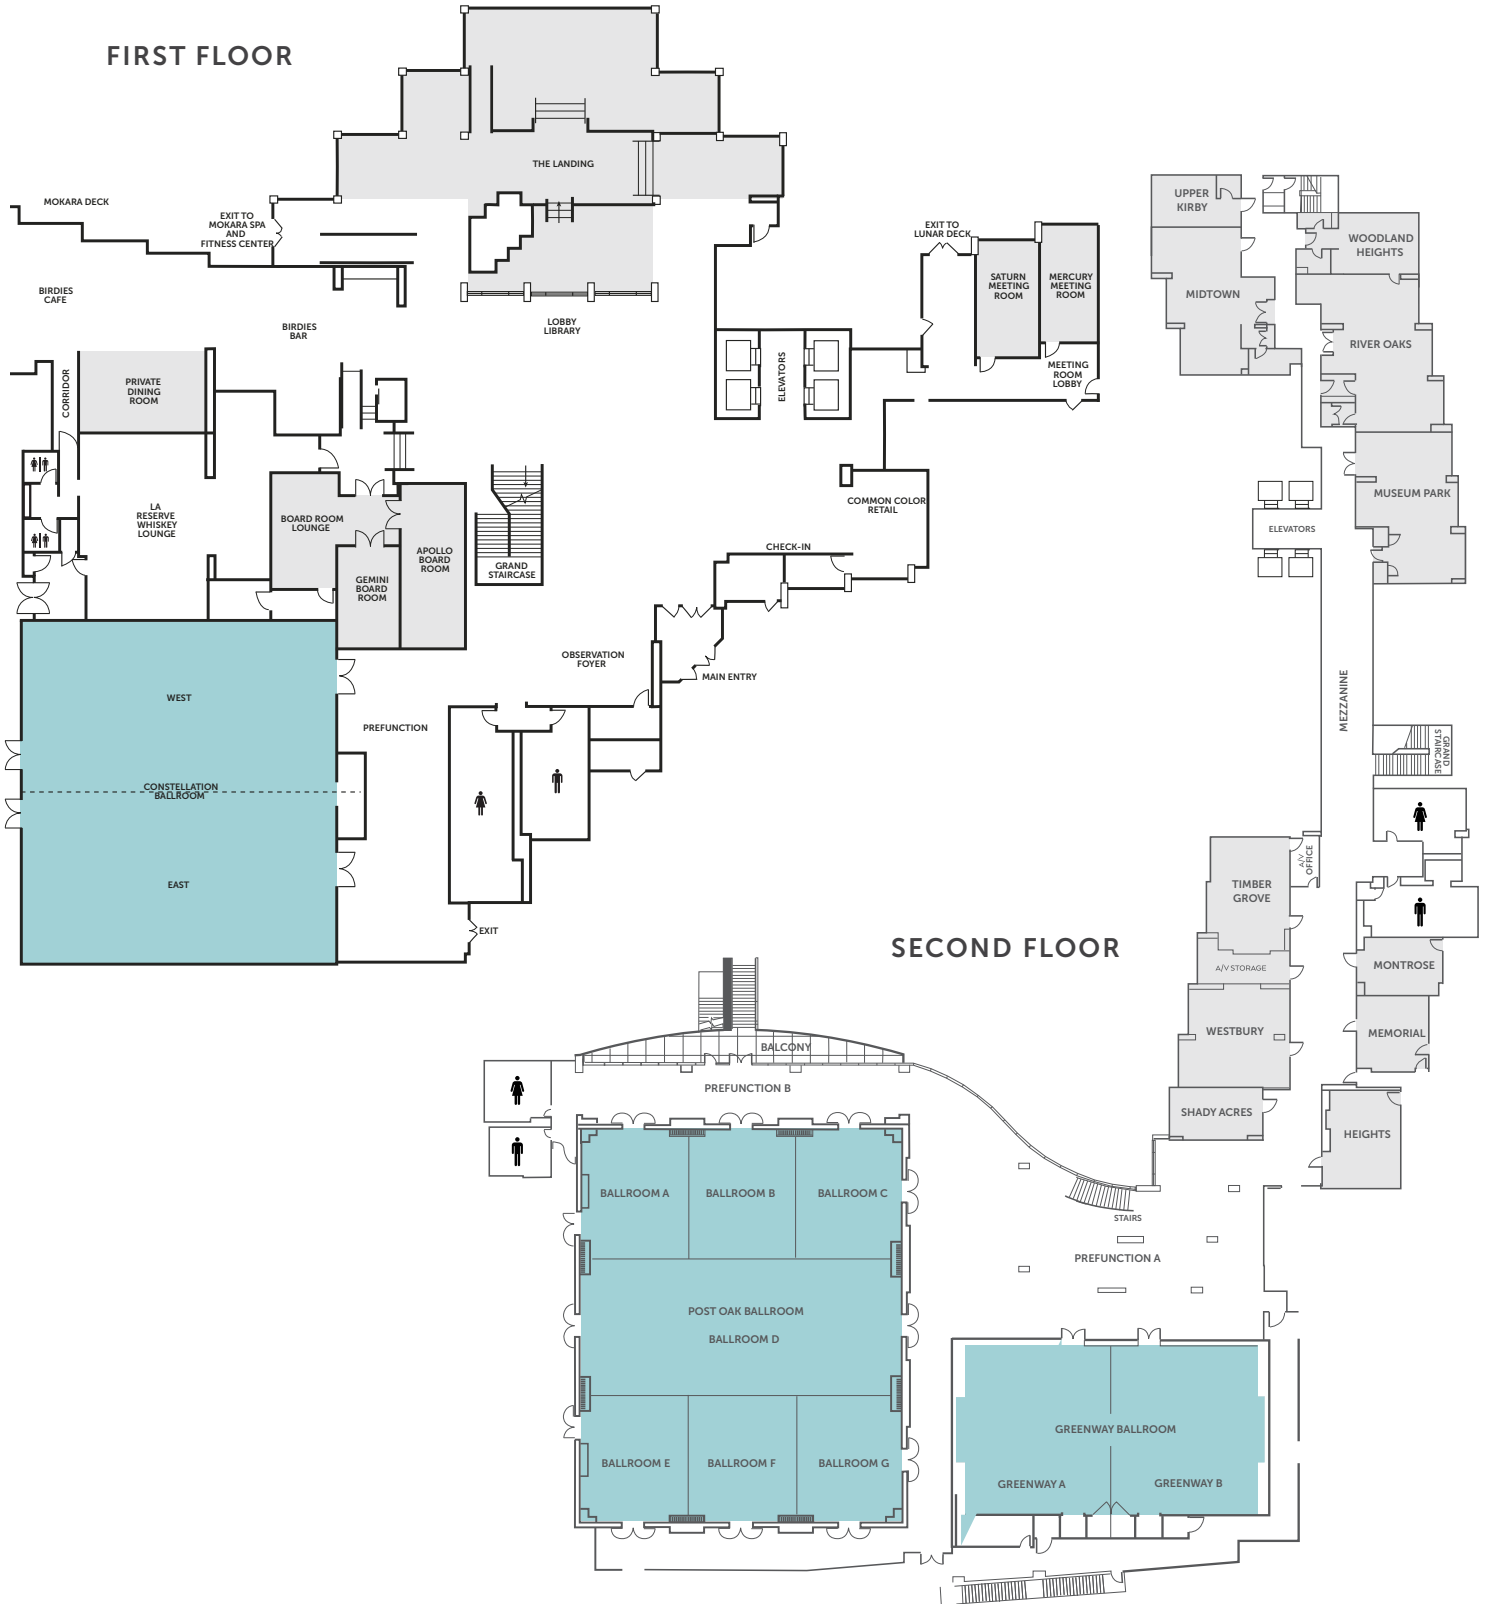 FIRST FLOOR
THE LANDING
MOKARA DECK
EXIT TO
MOKARA SPA
AND
FITNESS CENTER
BIRDIES
CAFE
BIRDIES
BAR
LOBBY
LIBRARY
EXIT TO
LUNAR DECK
SATURN
MEETING
ROOM
MERCURY
MEETING
ROOM
MEETING
ROOM
LOBBY
ELEVATORS
CORRIDOR
PRIVATE
DINING
ROOM
LA
RESERVE
WHISKEY
LOUNGE
BOARD ROOM
LOUNGE
GEMINI
BOARD
ROOM
APOLLO
BOARD
ROOM
GRAND
STAIRCASE
COMMON COLOR
RETAIL
CHECK-IN
OBSERVATION
FOYER
MAIN ENTRY
WEST
PREFUNCTION
CONSTELLATION
BALLROOM
EAST
EXIT
SECOND FLOOR
UPPER
KIRBY
WOODLAND
HEIGHTS
MIDTOWN
RIVER OAKS
MUSEUM PARK
ELEVATORS
MEZZANINE
GRAND
STAIRCASE
A/V
OFFICE
TIMBER
GROVE
A/V STORAGE
MONTROSE
WESTBURY
MEMORIAL
SHADY ACRES
HEIGHTS
BALCONY
PREFUNCTION B
BALLROOM A
BALLROOM B
BALLROOM C
STAIRS
PREFUNCTION A
POST OAK BALLROOM
BALLROOM D
BALLROOM E
BALLROOM F
BALLROOM G
GREENWAY BALLROOM
GREENWAY A
GREENWAY B